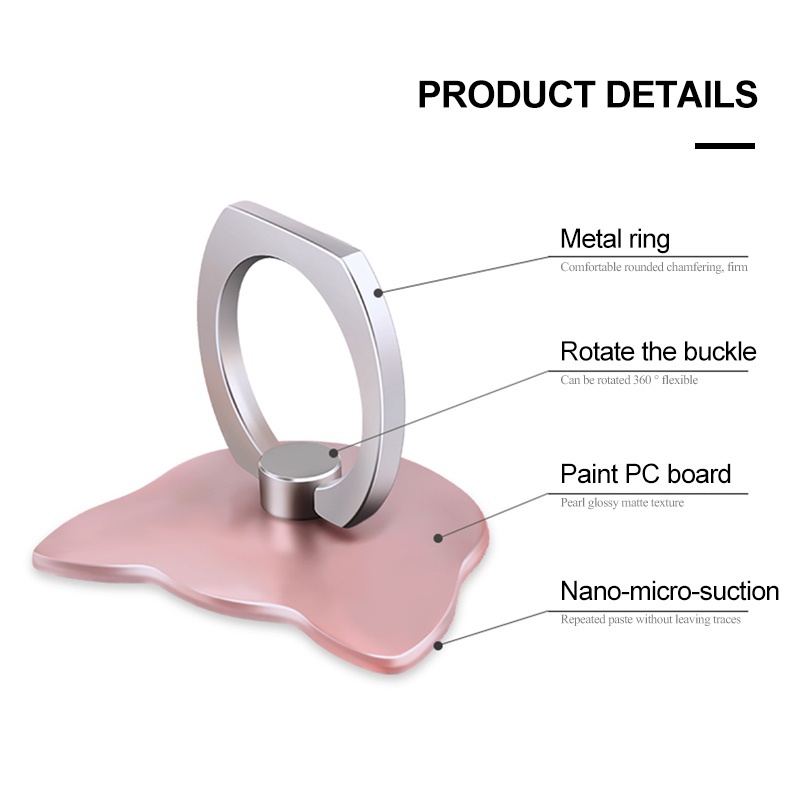 PRODUCT DETAILS
Metal ring
Comfortable rounded chamfering, firm
Rotate the buckle
Can be rotated 360 ° flexible
Paint PC board
Pearl glossy matte texture
Nano-micro-suction
Repeated paste without leaving traces